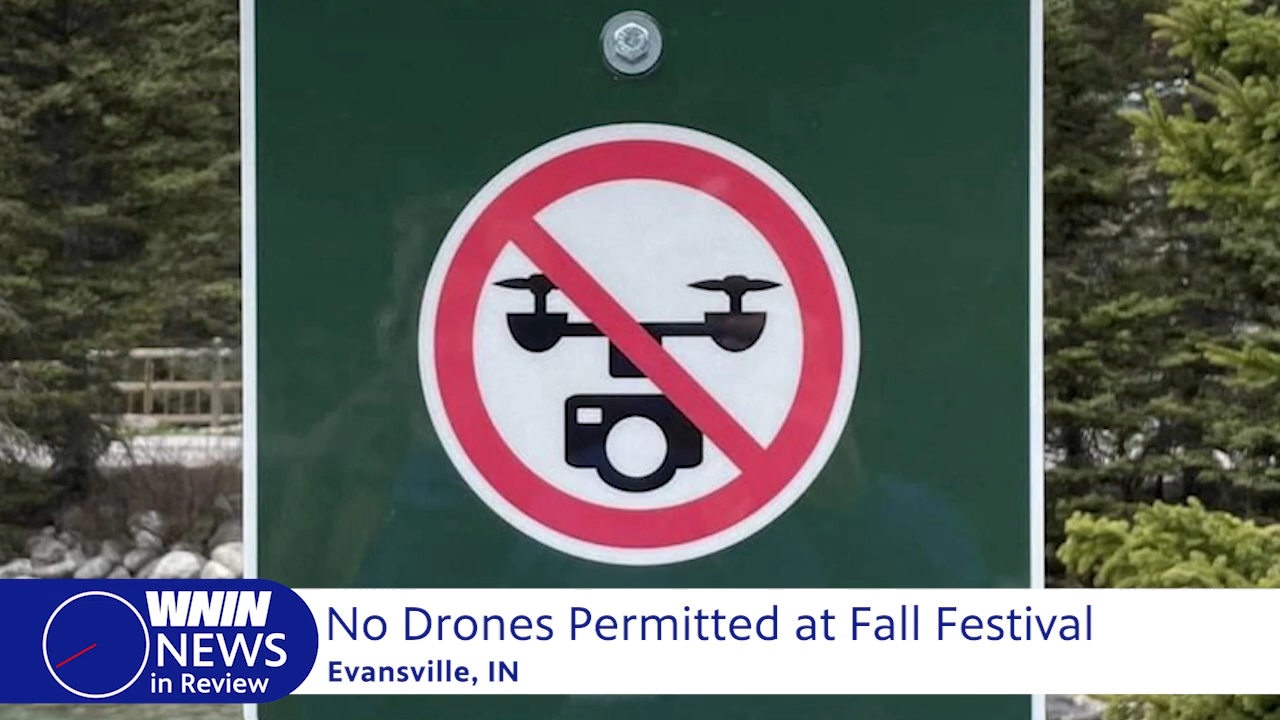 WNIN
NEWS
in Review
No Drones Permitted at Fall Festival
Evansville, IN